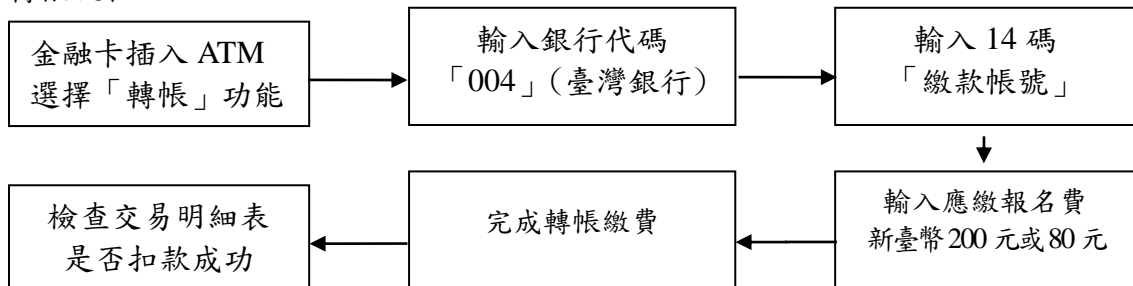 金融卡插入 ATM
選擇「轉帳」功能
輸入銀行代碼
「004」(臺灣銀行)
輸入 14 碼
「繳款帳號」
輸入應繳報名費
新臺幣200元或80元
完成轉帳繳費
檢查交易明細表
是否扣款成功